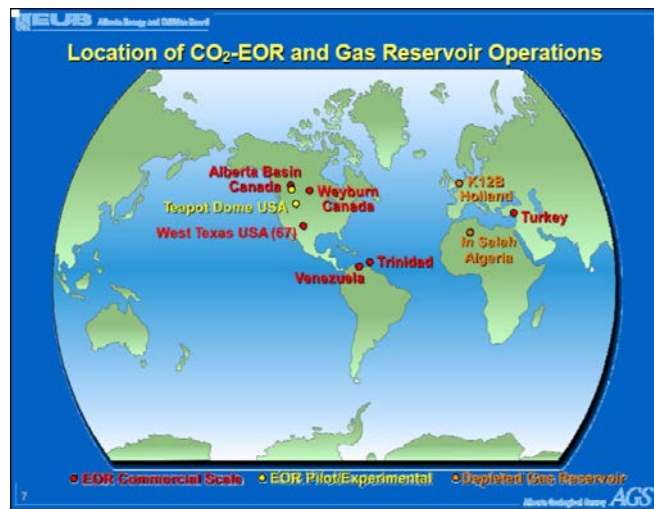 EUB Alberta Energy and Utilities Board
Location of CO₂-EOR and Gas Reservoir Operations
Alberta Basin
Canada
Weyburn
Canada
Teapot Dome USA
West Texas USA (67)
K12B
Holland
Turkey
In Salah
Algeria
Trinidad
Venezuela
EOR Commercial Scale EOR Pilot/Experimental Depleted Gas Reservoir
7
Alberta Geological Survey AGS